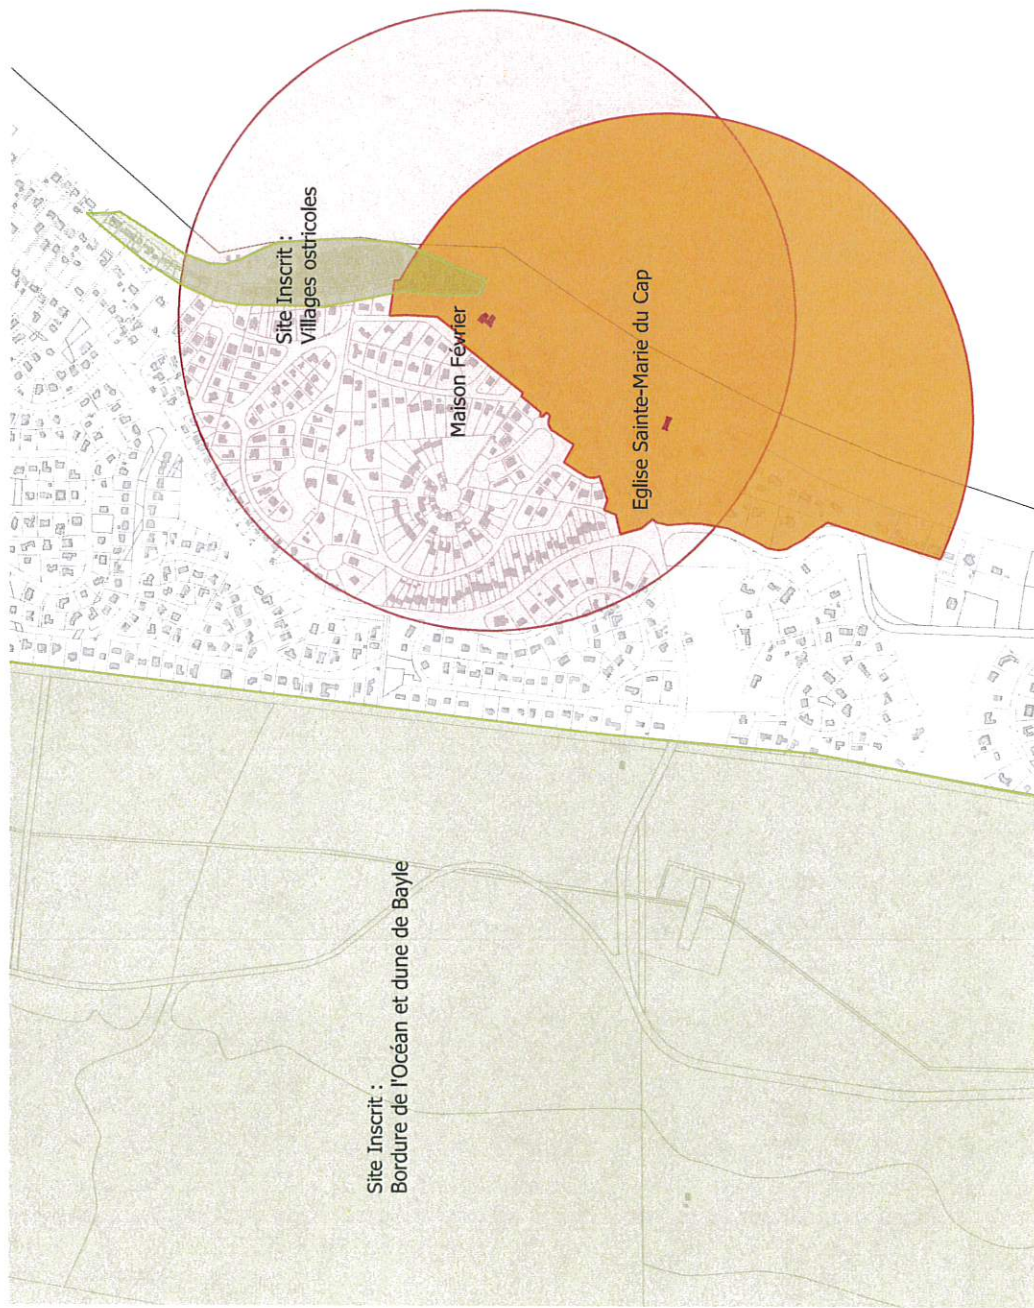 Site Inscrit :
Villages ostricoles
Maison Février
Eglise Sainte-Marie du Cap
Site Inscrit :
Bordure de l'Océan et dune de Bayle